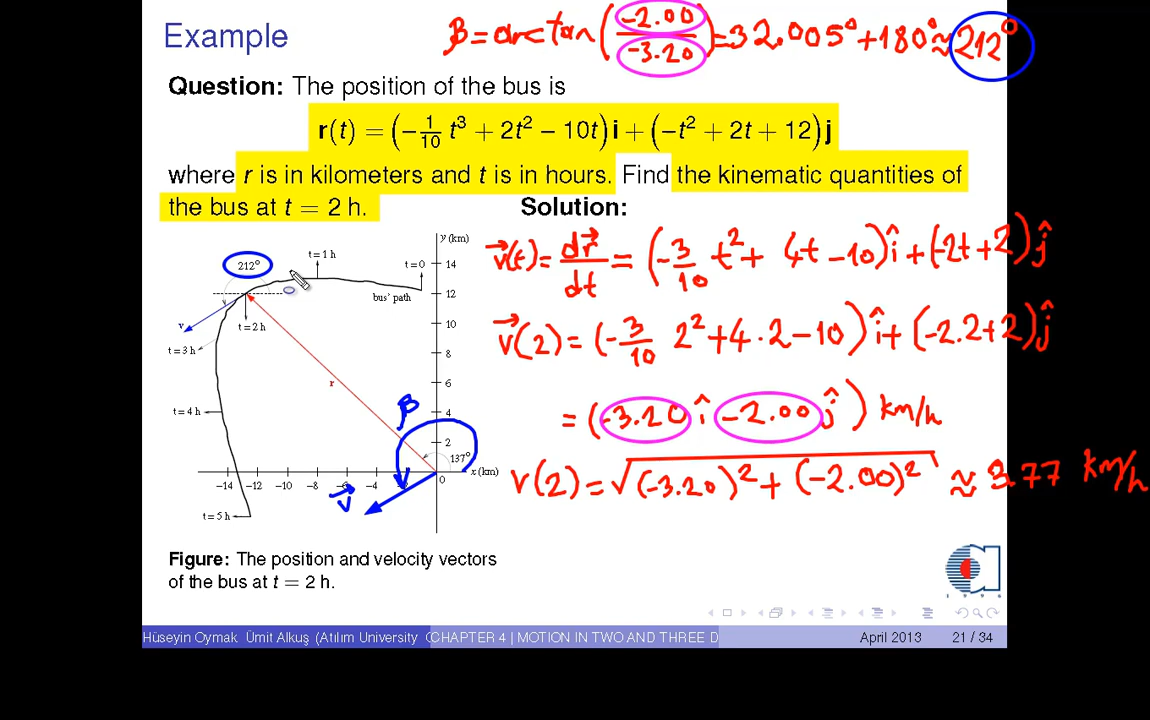 Example
β = arctan(-2.00/-3.20) = 32.005° + 180° ≈ 212°
Question: The position of the bus is
r(t) = (−1/10 t³ + 2t² − 10t) i + (−t² + 2t + 12) j
where r is in kilometers and t is in hours. Find the kinematic quantities of
the bus at t = 2 h.
Solution:
v⃗(t) = dr⃗/dt = (-3/10 t² + 4t - 10) î + (-2t + 2) ĵ
v⃗(2) = (-3/10 2² + 4·2 - 10) î + (-2.2 + 2) ĵ
= (-3.20 î - 2.00 ĵ) km/h
v(2) = √((-3.20)² + (-2.00)²) ≈ 3.77 km/h
y (km)
212°
t = 1 h
t = 0
14
bus' path
12
v
t = 2 h
10
t = 3 h
8
r
6
β
t = 4 h
4
2
137°
x (km)
−14 −12 −10 −8 −6 −4
0
v⃗
t = 5 h
Figure: The position and velocity vectors
of the bus at t = 2 h.
1 9 9 6
Hüseyin Oymak Ümit Alkuş (Atılım University
CHAPTER 4 | MOTION IN TWO AND THREE D
April 2013
21 / 34